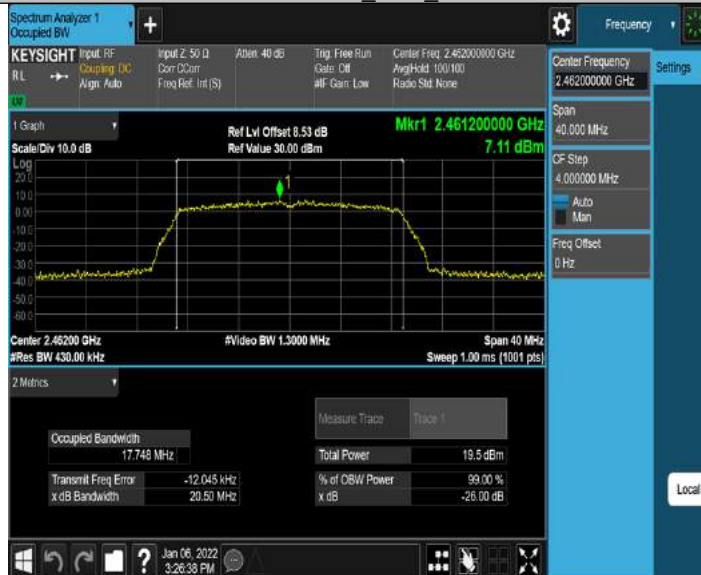 Spectrum Analyzer 1
Occupied BW
+
Frequency
KEYSIGHT
RL
Input: RF
Coupling: DC
Align: Auto
Input Z: 50 Ω
Corr CCorr
Freq Ref: Int (S)
Atten: 40 dB
Trig: Free Run
Gate: Off
#IF Gain: Low
Center Freq: 2.462000000 GHz
Avg|Hold: 100/100
Radio Std: None
Center Frequency
2.462000000 GHz
Settings
Span
40.000 MHz
CF Step
4.000000 MHz
Auto
Man
Freq Offset
0 Hz
1 Graph
Scale/Div 10.0 dB
Ref Lvl Offset 8.53 dB
Ref Value 30.00 dBm
Mkr1 2.461200000 GHz
7.11 dBm
Log
20.0
10.0
0.00
-10.0
-20.0
-30.0
-40.0
-50.0
-60.0
1
Center 2.46200 GHz
#Res BW 430.00 kHz
#Video BW 1.3000 MHz
Span 40 MHz
Sweep 1.00 ms (1001 pts)
2 Metrics
Measure Trace
Trace 1
Occupied Bandwidth
17.748 MHz
Total Power
19.5 dBm
Transmit Freq Error
-12.045 kHz
% of OBW Power
99.00 %
x dB Bandwidth
20.50 MHz
x dB
-26.00 dB
Local
?
Jan 06, 2022
3:26:38 PM